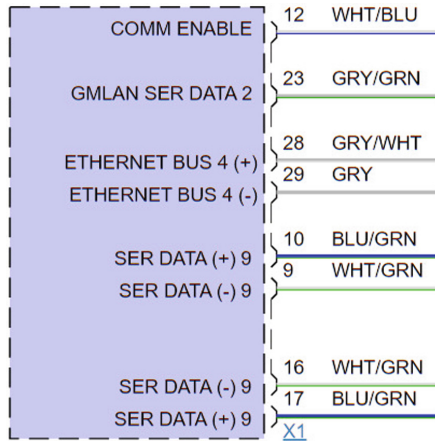 COMM ENABLE 12 WHT/BLU
GMLAN SER DATA 2 23 GRY/GRN
ETHERNET BUS 4 (+) 28 GRY/WHT
ETHERNET BUS 4 (-) 29 GRY
SER DATA (+) 9 10 BLU/GRN
SER DATA (-) 9 9 WHT/GRN
SER DATA (-) 9 16 WHT/GRN
SER DATA (+) 9 17 BLU/GRN
X1